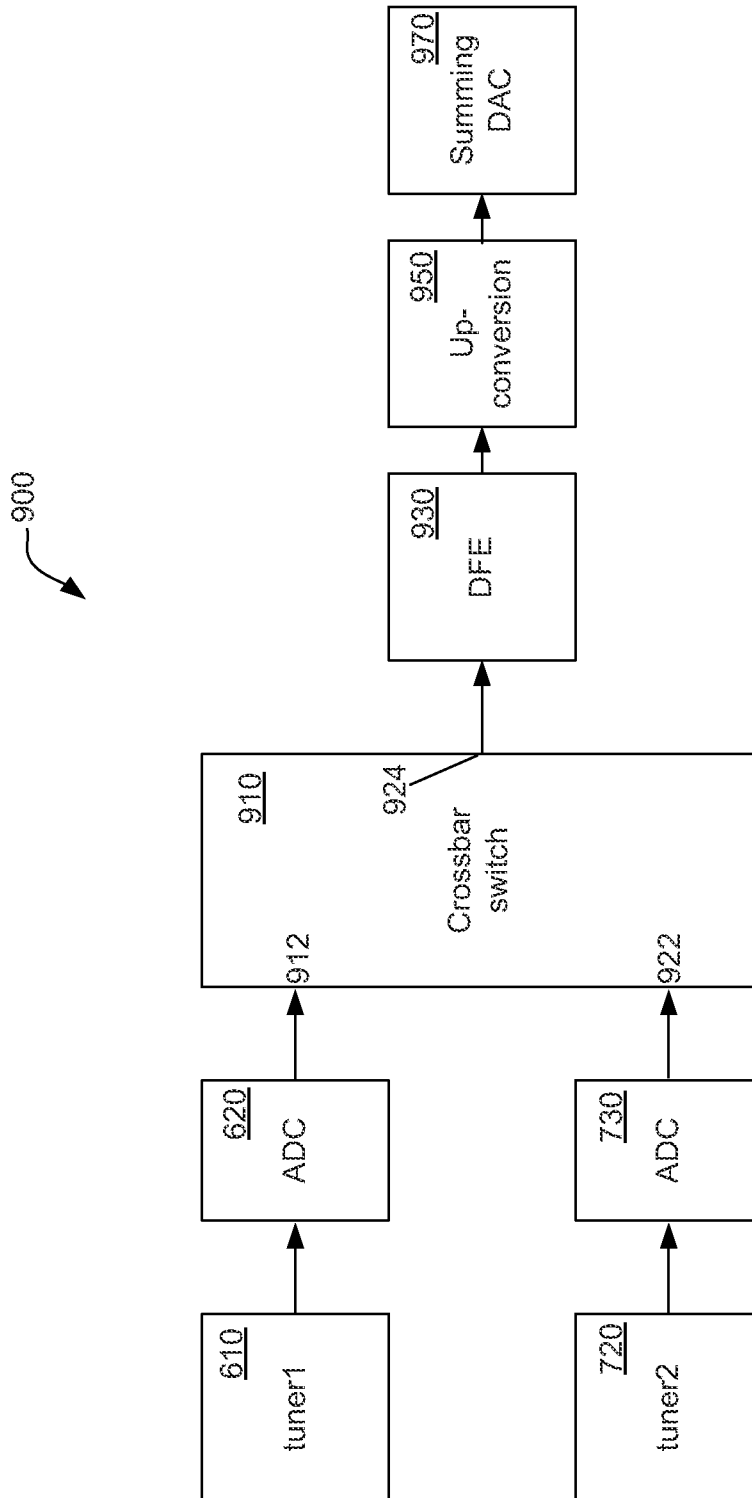 900
610
tuner1
620
ADC
912
910
Crossbar
switch
924
930
DFE
950
Up-
conversion
970
Summing
DAC
720
tuner2
730
ADC
922